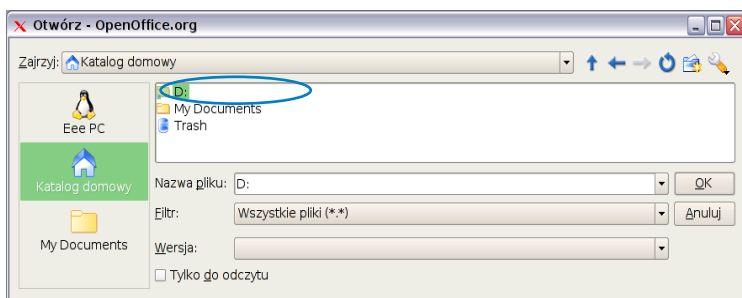 Otwórz - OpenOffice.org
Zajrzyj: Katalog domowy
D:
My Documents
Trash
Eee PC
Katalog domowy
My Documents
Nazwa pliku: D: OK
Filtr: Wszystkie pliki (*.*) Anuluj
Wersja:
Tylko do odczytu